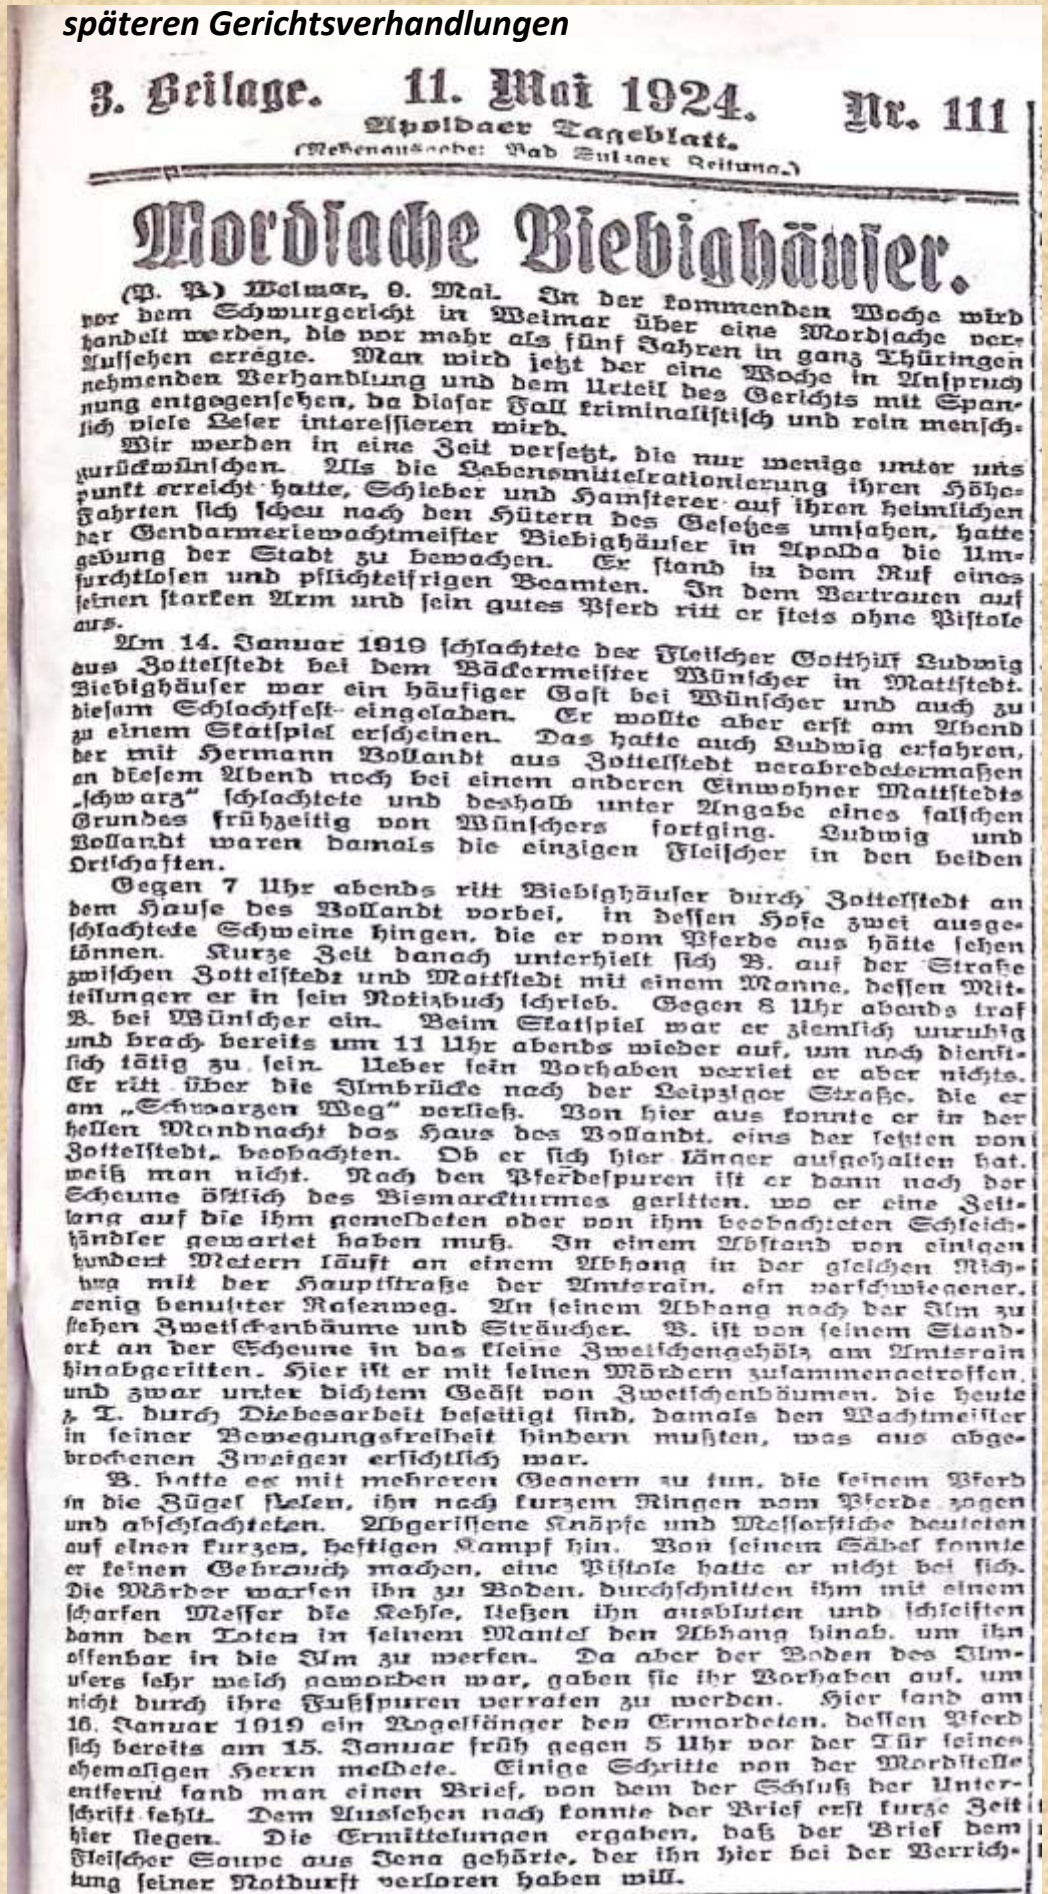 späteren Gerichtsverhandlungen
3. Beilage. 11. Mai 1924. Nr. 111
Apoldaer Tageblatt.
(Nebenausgabe: Bad Sulzaer Zeitung.)
Mordsache Biebighäuser.
(P. P.) Weimar, 9. Mai. In der kommenden Woche wird
vor dem Schwurgericht in Weimar über eine Mordsache ver-
handelt werden, die vor mehr als fünf Jahren in ganz Thüringen
Aufsehen erregte. Man wird jetzt der eine Woche in Anspruch
nehmenden Verhandlung und dem Urteil des Gerichts mit Span-
nung entgegensehen, da dieser Fall kriminalistisch und rein mensch-
lich viele Leser interessieren wird.
Wir werden in eine Zeit versetzt, die nur wenige unter uns
zurückwünschen. Als die Lebensmittelrationierung ihren Höhe-
punkt erreicht hatte, Schieber und Hamsterer auf ihren heimlichen
Fahrten sich scheu nach den Hütern des Gesetzes umsahen, hatte
der Gendarmeriewachtmeister Biebighäuser in Apolda die Um-
gebung der Stadt zu bewachen. Er stand in dem Ruf eines
furchtlosen und pflichteifrigen Beamten. In dem Vertrauen auf
seinen starken Arm und sein gutes Pferd ritt er stets ohne Pistole
aus.
Am 14. Januar 1919 schlachtete der Fleischer Gotthilf Ludwig
aus Zottelstedt bei dem Bäckermeister Wünscher in Mattstedt.
Biebighäuser war ein häufiger Gast bei Wünscher und auch zu
diesem Schlachtfest eingeladen. Er wollte aber erst am Abend
zu einem Skatspiel erscheinen. Das hatte auch Ludwig erfahren,
der mit Hermann Bollandt aus Zottelstedt verabredetermaßen
an diesem Abend noch bei einem anderen Einwohner Mattstedts
„schwarz“ schlachtete und deshalb unter Angabe eines falschen
Grundes frühzeitig von Wünschers fortging. Ludwig und
Bollandt waren damals die einzigen Fleischer in den beiden
Ortschaften.
Gegen 7 Uhr abends ritt Biebighäuser durch Zottelstedt an
dem Hause des Bollandt vorbei, in dessen Hofe zwei ausge-
schlachtete Schweine hingen, die er vom Pferde aus hätte sehen
können. Kurze Zeit danach unterhielt sich B. auf der Straße
zwischen Zottelstedt und Mattstedt mit einem Manne, dessen Mit-
teilungen er in sein Notizbuch schrieb. Gegen 8 Uhr abends traf
B. bei Wünscher ein. Beim Skatspiel war er ziemlich unruhig
und brach bereits um 11 Uhr abends wieder auf, um noch dienst-
lich tätig zu sein. Ueber sein Vorhaben verriet er aber nichts.
Er ritt über die Ilmbrücke nach der Leipziger Straße, die er
am „Schwarzen Weg“ verließ. Von hier aus konnte er in der
hellen Mondnacht das Haus des Bollandt, eins der letzten von
Zottelstedt, beobachten. Ob er sich hier länger aufgehalten hat,
weiß man nicht. Nach den Pferdespuren ist er dann nach der
Scheune östlich des Bismarckturmes geritten, wo er eine Zeit-
lang auf die ihm gemeldeten oder von ihm beobachteten Schleich-
händler gewartet haben muß. In einem Abstand von einigen
hundert Metern läuft an einem Abhang in der gleichen Rich-
tung mit der Hauptstraße der Amtsrain, ein verschwiegener,
wenig benutzter Rasenweg. An seinem Abhang nach der Ilm zu
stehen Zwetschenbäume und Sträucher. B. ist von seinem Stand-
ort an der Scheune in das kleine Zwetschengehölz am Amtsrain
hinabgeritten. Hier ist er mit seinen Mördern zusammengetroffen,
und zwar unter dichtem Geäst von Zwetschenbäumen, die heute
z. T. durch Diebesarbeit beseitigt sind, damals den Wachtmeister
in seiner Bewegungsfreiheit hindern mußten, was aus abge-
brochenen Zweigen ersichtlich war.
B. hatte es mit mehreren Gegnern zu tun, die seinem Pferd
in die Zügel fielen, ihn nach kurzem Ringen vom Pferde zogen
und abschlachteten. Abgerissene Knöpfe und Messerstiche deuteten
auf einen kurzen, heftigen Kampf hin. Von seinem Säbel konnte
er keinen Gebrauch machen, eine Pistole hatte er nicht bei sich.
Die Mörder warfen ihn zu Boden, durchschnitten ihm mit einem
scharfen Messer die Kehle, ließen ihn ausbluten und schleiften
dann den Toten in seinem Mantel den Abhang hinab, um ihn
offenbar in die Ilm zu werfen. Da aber der Boden des Ilm-
ufers sehr weich geworden war, gaben sie ihr Vorhaben auf, um
nicht durch ihre Fußspuren verraten zu werden. Hier fand am
16. Januar 1919 ein Vogelfänger den Ermordeten, dessen Pferd
sich bereits am 15. Januar früh gegen 5 Uhr vor der Tür seines
ehemaligen Herrn meldete. Einige Schritte von der Mordstelle
entfernt fand man einen Brief, von dem der Schluß der Unter-
schrift fehlt. Dem Aussehen nach konnte der Brief erst kurze Zeit
hier liegen. Die Ermittelungen ergaben, daß der Brief dem
Fleischer Saupe aus Jena gehörte, der ihn hier bei der Verrich-
tung seiner Notdurft verloren haben will.